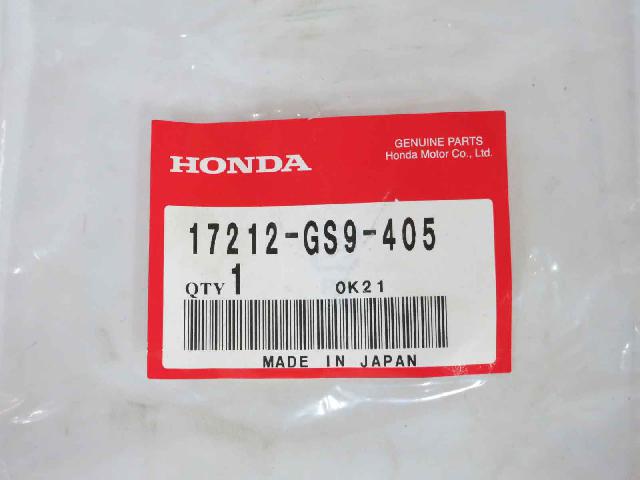 HONDA
GENUINE PARTS
Honda Motor Co., Ltd.
17212-GS9-405
QTY 1
0K21
MADE IN JAPAN